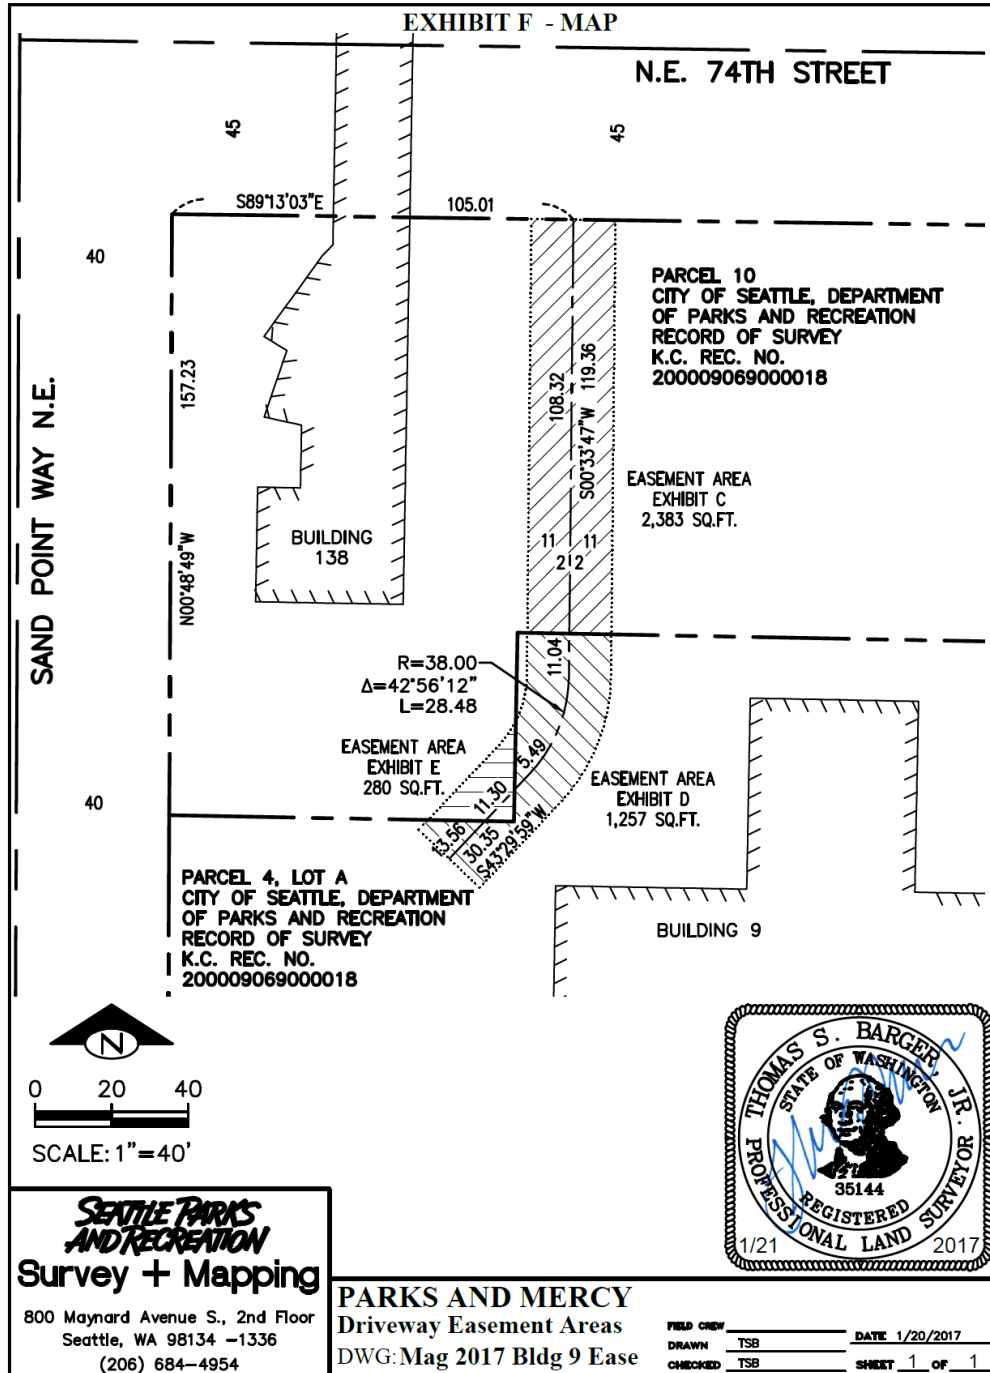 EXHIBIT F - MAP
N.E. 74TH STREET
45
45
S89°13'03"E
105.01
40
PARCEL 10
CITY OF SEATTLE, DEPARTMENT
OF PARKS AND RECREATION
RECORD OF SURVEY
K.C. REC. NO.
200009069000018
SAND POINT WAY N.E.
157.23
N00°48'49"W
108.32
S00°33'47"W 119.36
EASEMENT AREA
EXHIBIT C
2,383 SQ.FT.
BUILDING
138
11
11
2
2
11.04
R=38.00
Δ=42°56'12"
L=28.48
5.49
EASEMENT AREA
EXHIBIT E
280 SQ.FT.
EASEMENT AREA
EXHIBIT D
1,257 SQ.FT.
40
11.30
13.56
30.35
S43°29'59"W
PARCEL 4, LOT A
CITY OF SEATTLE, DEPARTMENT
OF PARKS AND RECREATION
RECORD OF SURVEY
K.C. REC. NO.
200009069000018
BUILDING 9
N
0 20 40
SCALE: 1"=40'
THOMAS S. BARGER, JR.
STATE OF WASHINGTON
35144
REGISTERED
PROFESSIONAL LAND SURVEYOR
1/21 2017
SEATTLE PARKS
AND RECREATION
Survey + Mapping
800 Maynard Avenue S., 2nd Floor
Seattle, WA 98134 -1336
(206) 684-4954
PARKS AND MERCY
Driveway Easement Areas
DWG: Mag 2017 Bldg 9 Ease
FIELD CREW
DRAWN TSB
CHECKED TSB
DATE 1/20/2017
SHEET 1 OF 1